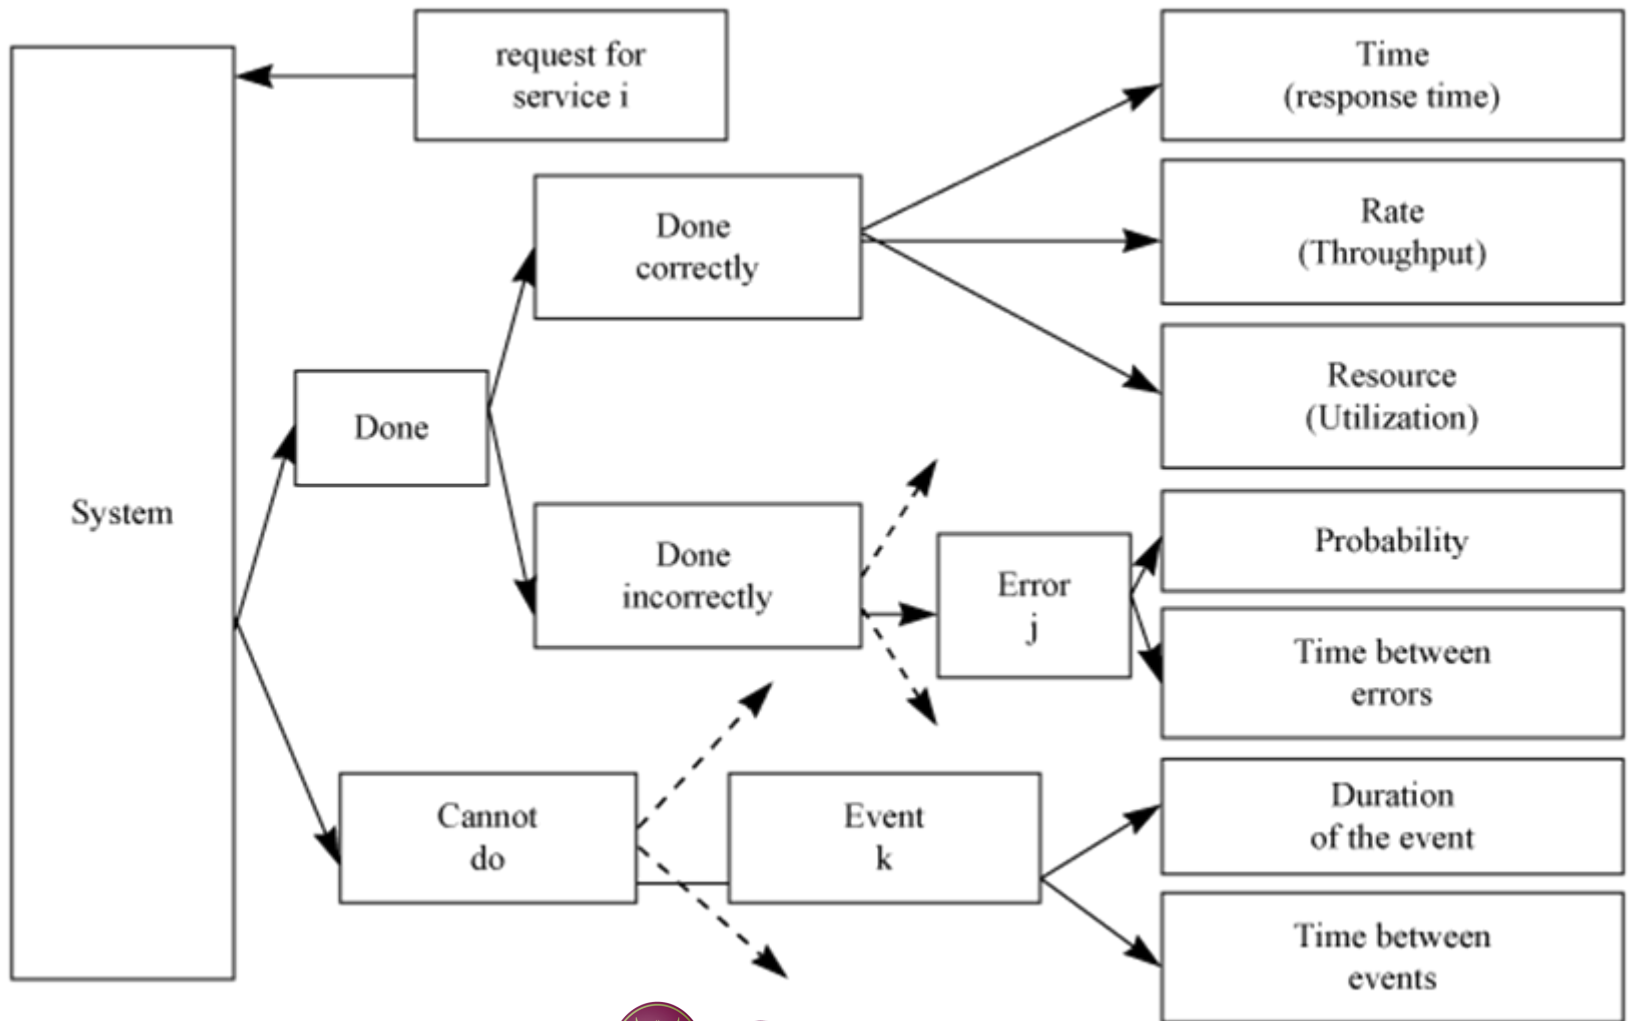 request for
service i
Time
(response time)
Rate
(Throughput)
Done
correctly
Resource
(Utilization)
Done
System
Done
incorrectly
Error
j
Probability
Time between
errors
Cannot
do
Event
k
Duration
of the event
Time between
events